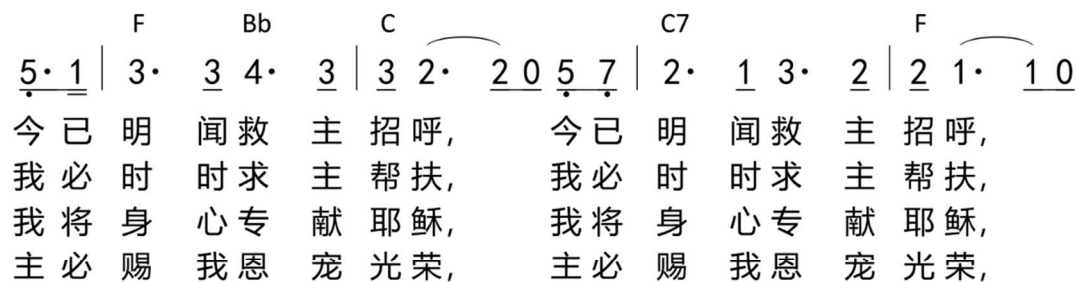 F Bb C C7 F
5· 1 | 3· 3 4· 3 | 3 2· 2 0 5 7 | 2· 1 3· 2 | 2 1· 1 0
今已明闻救主招呼, 今已明闻救主招呼,
我必时时求主帮扶, 我必时时求主帮扶,
我将身心专献耶稣, 我将身心专献耶稣,
主必赐我恩宠光荣, 主必赐我恩宠光荣,